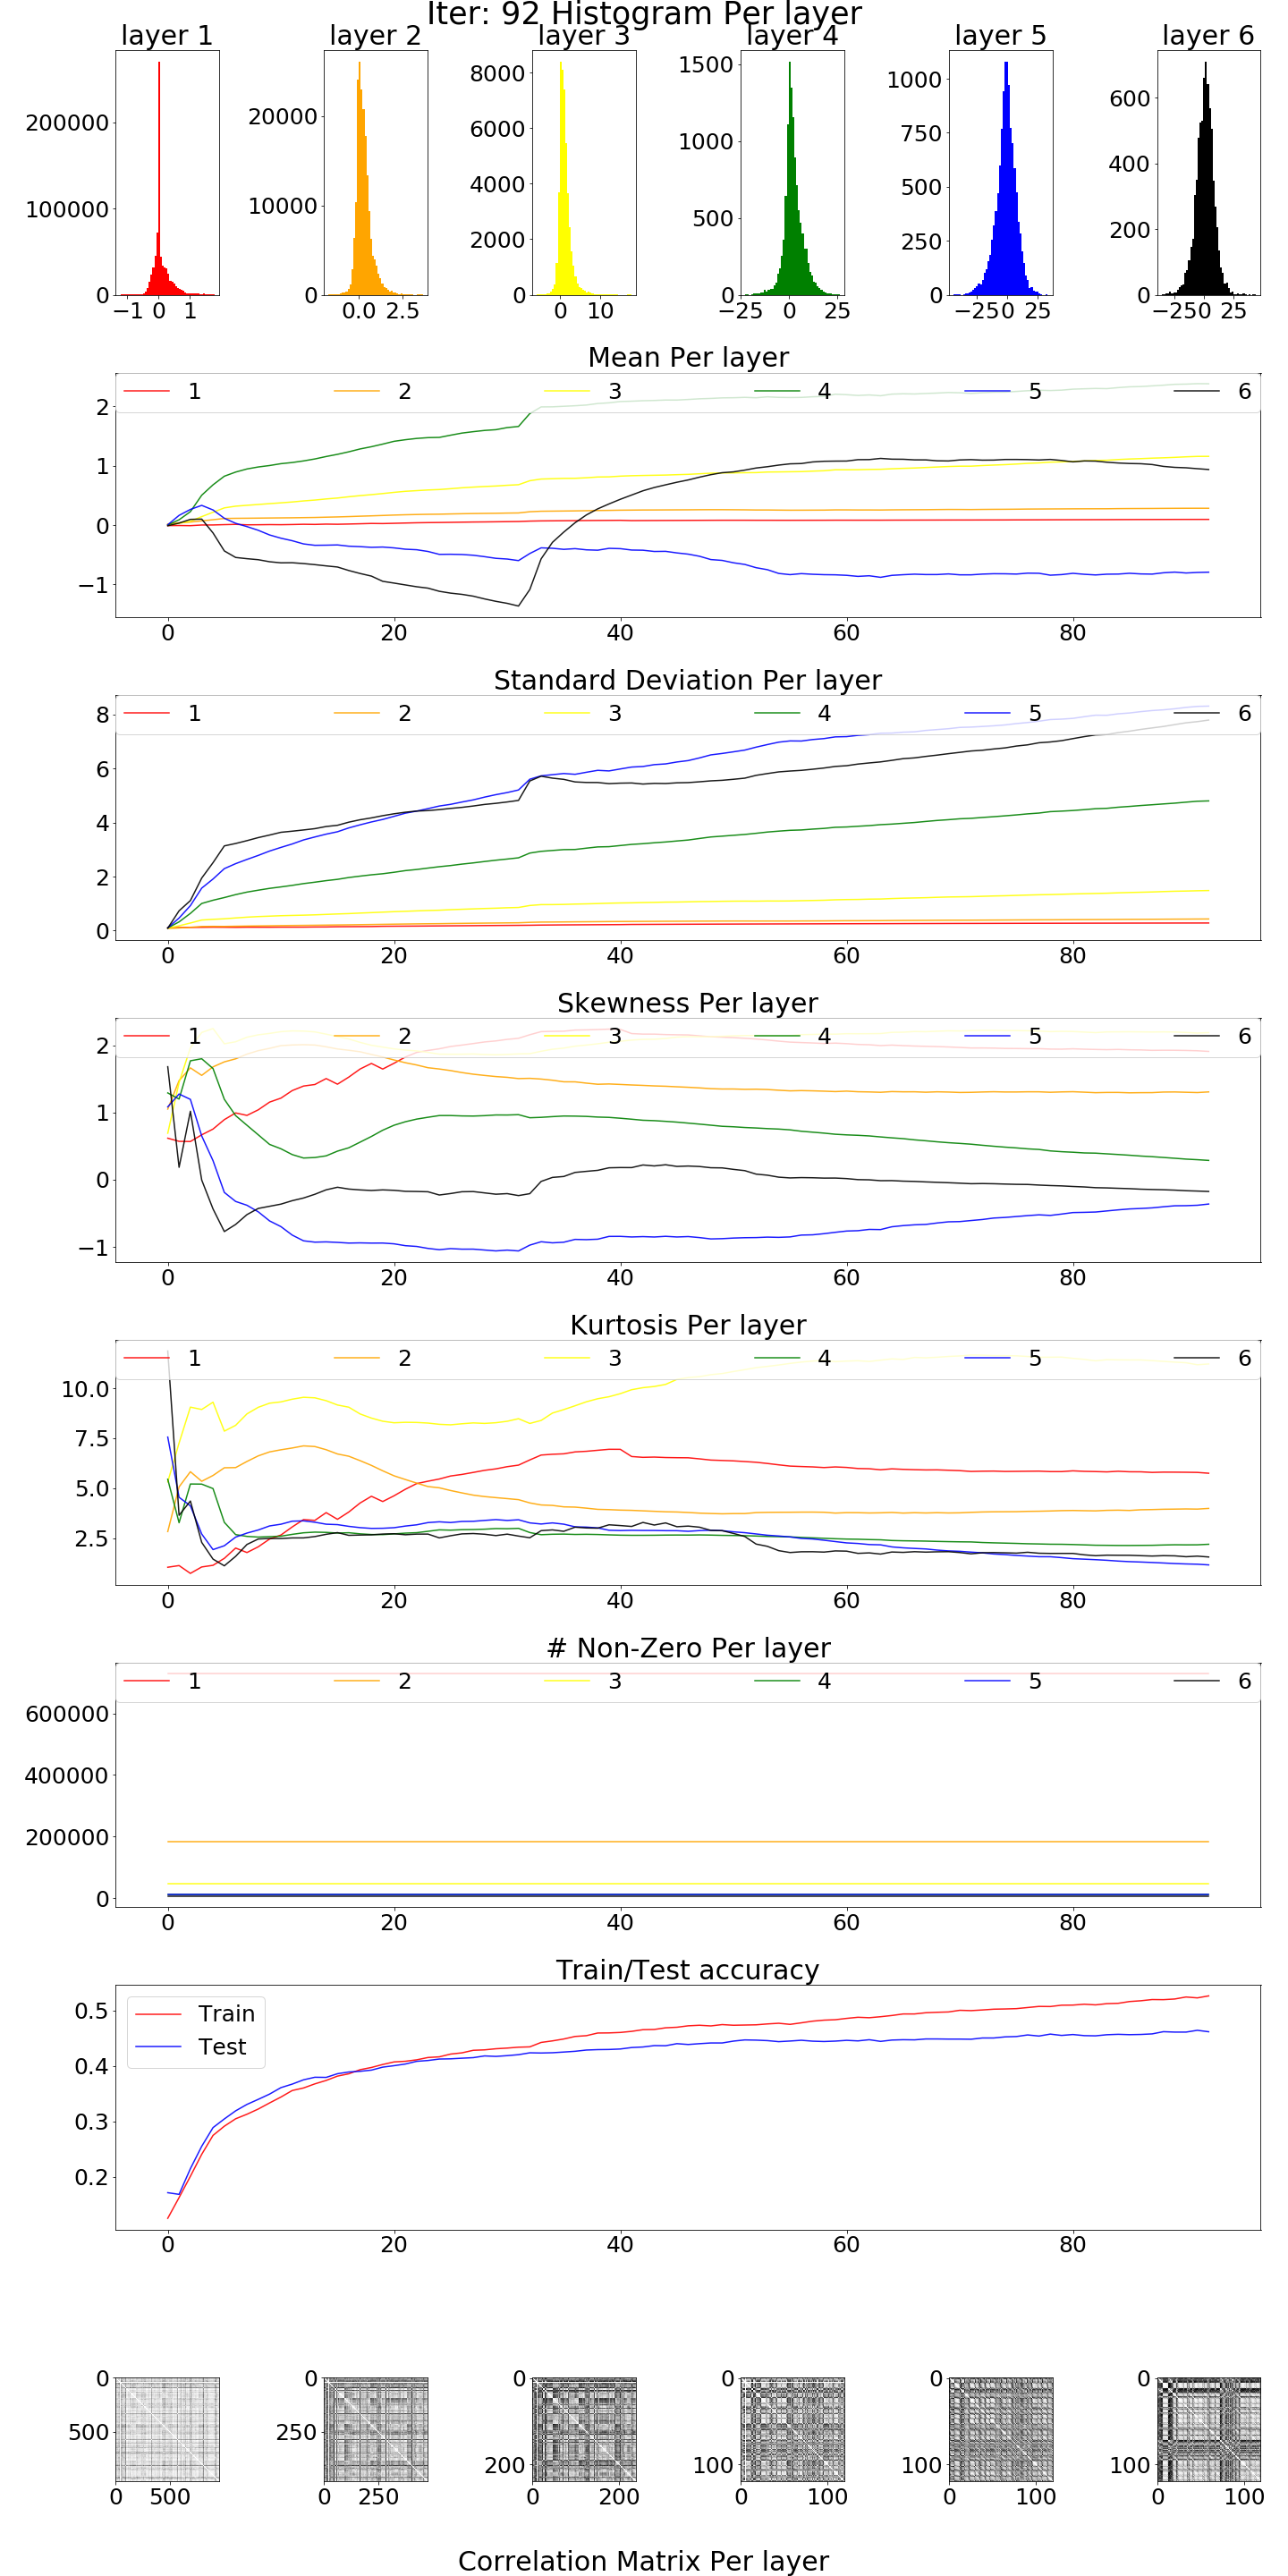 Iter: 92 Histogram Per layer
layer 1 layer 2 layer 3 layer 4 layer 5 layer 6
200000 100000 0
20000 10000 0
8000 6000 4000 2000 0
1500 1000 500 0
1000 750 500 250 0
600 400 200 0
−1 0 1 0.0 2.5 0 10 −25 0 25 −25 0 25 −25 0 25
Mean Per layer
1 2 3 4 5 6
2
1
0
−1
0 20 40 60 80
Standard Deviation Per layer
1 2 3 4 5 6
8
6
4
2
0
0 20 40 60 80
Skewness Per layer
1 2 3 4 5 6
2
1
0
−1
0 20 40 60 80
Kurtosis Per layer
1 2 3 4 5 6
10.0
7.5
5.0
2.5
0 20 40 60 80
# Non-Zero Per layer
1 2 3 4 5 6
600000
400000
200000
0
0 20 40 60 80
Train/Test accuracy
Train
Test
0.5
0.4
0.3
0.2
0 20 40 60 80
0 0 0 0 0 0
500 250 200 100 100 100
0 500 0 250 0 200 0 100 0 100 0 100
Correlation Matrix Per layer